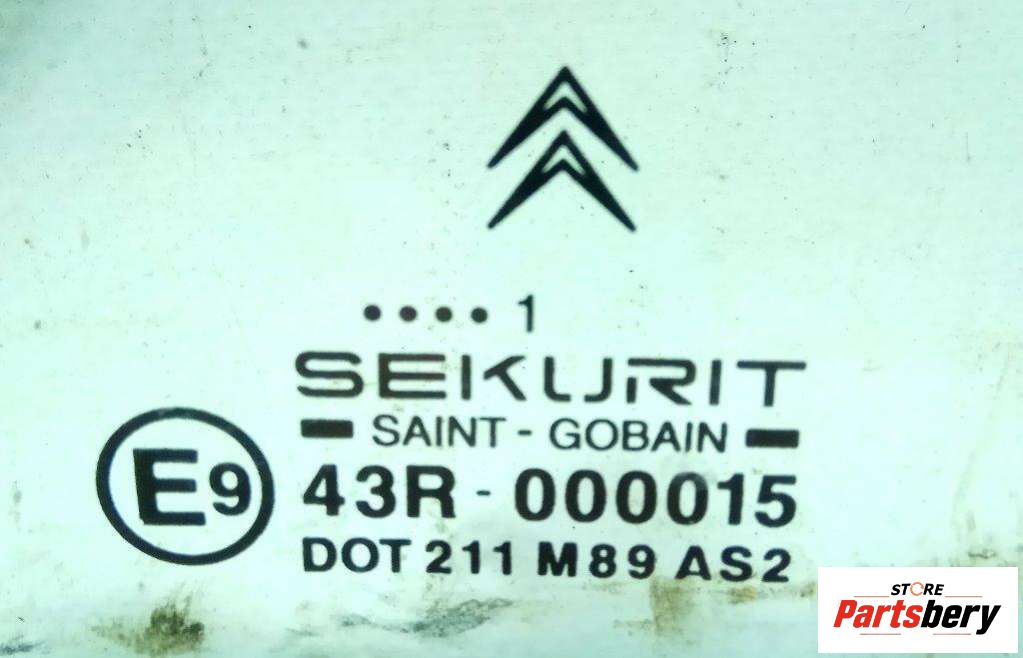 •••• 1
SEKURIT
SAINT - GOBAIN
E9
43R - 000015
DOT 211 M89 AS2
STORE
Partsbery